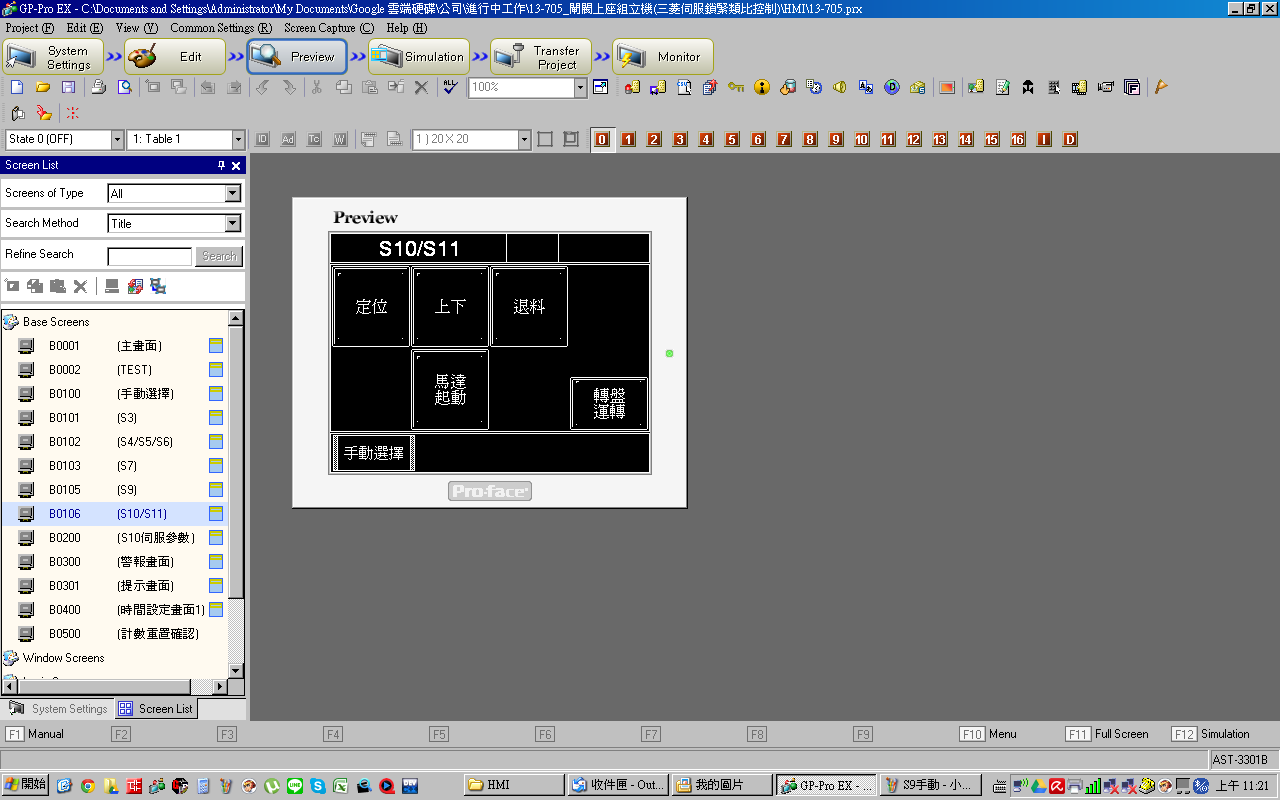 GP-Pro EX - C:\Documents and Settings\Administrator\My Documents\Google 雲端硬碟\公司\進行中工作\13-705_閘閥上座組立機(三菱伺服鎖緊類比控制)\HMI\13-705.prx
Project (F) Edit (E) View (V) Common Settings (R) Screen Capture (C) Help (H)
System Settings Edit Preview Simulation Transfer Project Monitor
100%
State 0 (OFF) 1: Table 1 ID Ad Tc W 1 ) 20 X 20 0 1 2 3 4 5 6 7 8 9 10 11 12 13 14 15 16 I D
Screen List
Screens of Type All
Search Method Title
Refine Search Search
Base Screens
B0001 (主畫面)
B0002 (TEST)
B0100 (手動選擇)
B0101 (S3)
B0102 (S4/S5/S6)
B0103 (S7)
B0105 (S9)
B0106 (S10/S11)
B0200 (S10伺服參數)
B0300 (警報畫面)
B0301 (提示畫面)
B0400 (時間設定畫面1)
B0500 (計數重置確認)
Window Screens
System Settings Screen List
Preview
S10/S11
定位 上下 退料
馬達
起動
轉盤
運轉
手動選擇
Pro-face
F1 Manual F2 F3 F4 F5 F6 F7 F8 F9 F10 Menu F11 Full Screen F12 Simulation
AST-3301B
開始 HMI 收件匣 - Out... 我的圖片 GP-Pro EX - ... S9手動 - 小... 上午 11:21